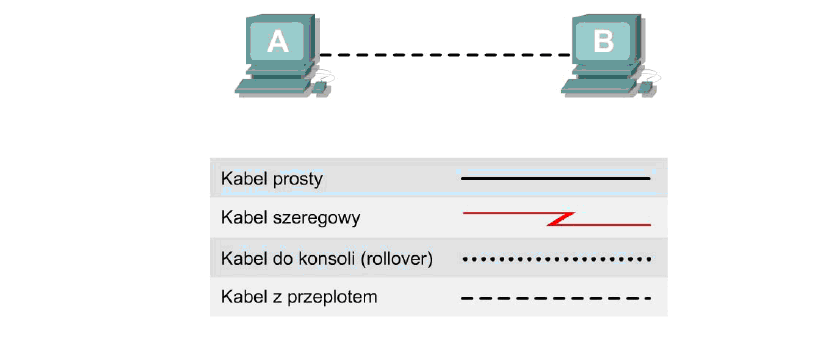 A B
Kabel prosty
Kabel szeregowy
Kabel do konsoli (rollover)
Kabel z przeplotem